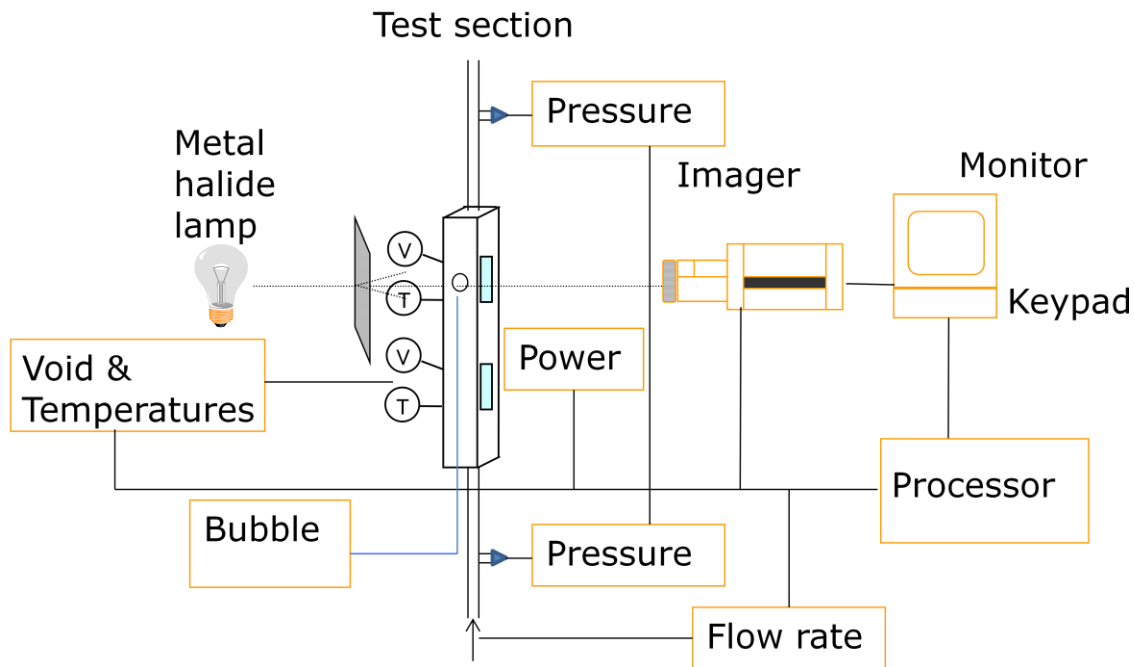 Test section
Pressure
Metal
halide
lamp
Imager
Monitor
V
T
Keypad
Void &
Temperatures
V
T
Power
Processor
Bubble
Pressure
Flow rate